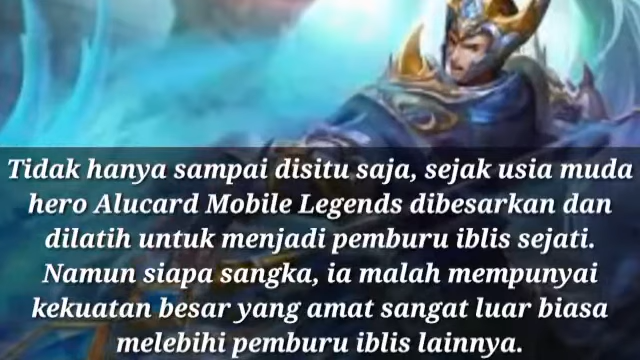 Tidak hanya sampai disitu saja, sejak usia muda
hero Alucard Mobile Legends dibesarkan dan
dilatih untuk menjadi pemburu iblis sejati.
Namun siapa sangka, ia malah mempunyai
kekuatan besar yang amat sangat luar biasa
melebihi pemburu iblis lainnya.